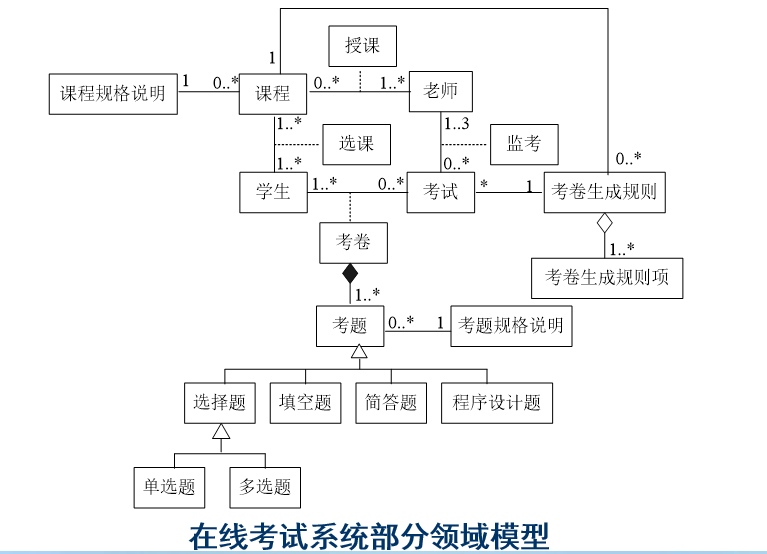 授课
1
课程规格说明
1
0..*
课程
0..*
1..*
老师
1..*
1..3
选课
监考
1..*
0..*
0..*
学生
1..*
0..*
考试
*
1
考卷生成规则
考卷
1..*
考卷生成规则项
1..*
考题
0..*
1
考题规格说明
选择题
填空题
简答题
程序设计题
单选题
多选题
在线考试系统部分领域模型